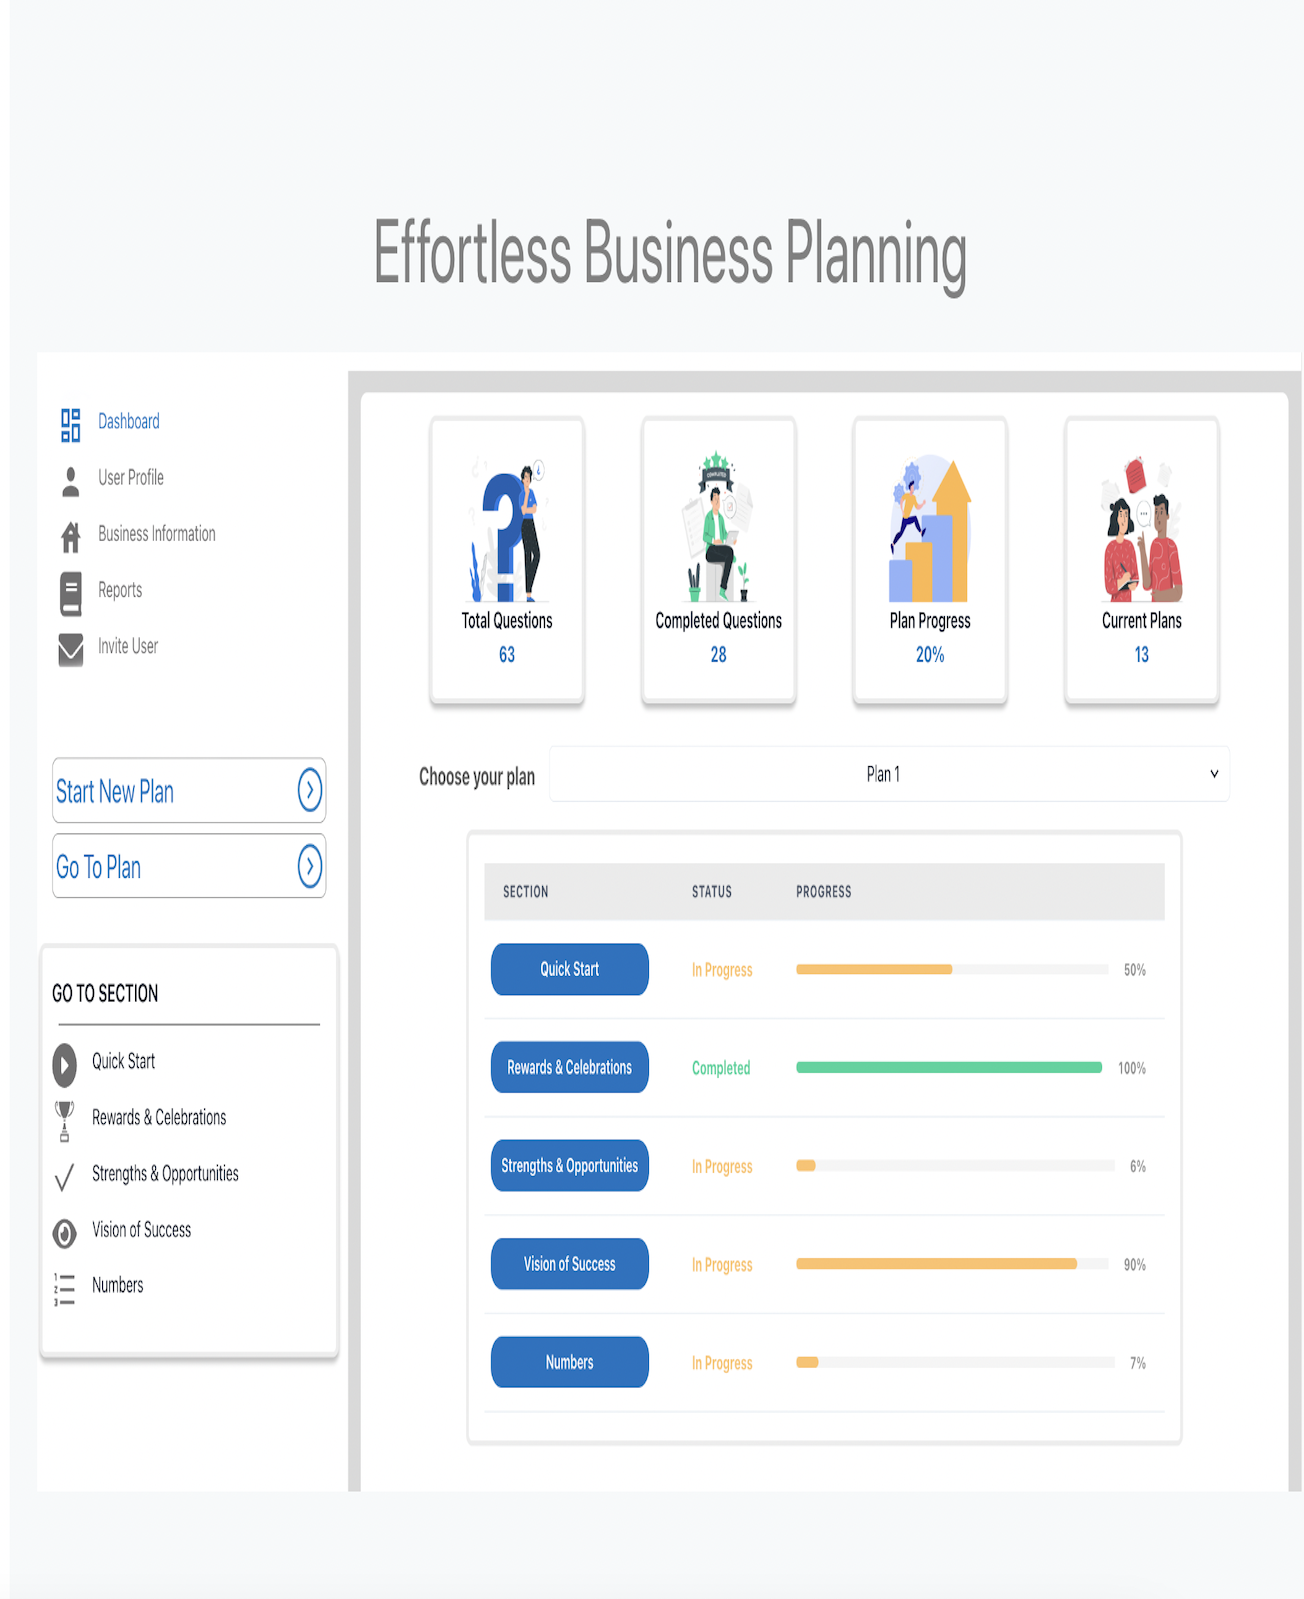 Effortless Business Planning
Dashboard
User Profile
Business Information
Reports
Invite User
Start New Plan
Go To Plan
GO TO SECTION
Quick Start
Rewards & Celebrations
Strengths & Opportunities
Vision of Success
Numbers
Total Questions
63
Completed Questions
28
Plan Progress
20%
Current Plans
13
Choose your plan Plan 1
SECTION STATUS PROGRESS
Quick Start In Progress 50%
Rewards & Celebrations Completed 100%
Strengths & Opportunities In Progress 6%
Vision of Success In Progress 90%
Numbers In Progress 7%